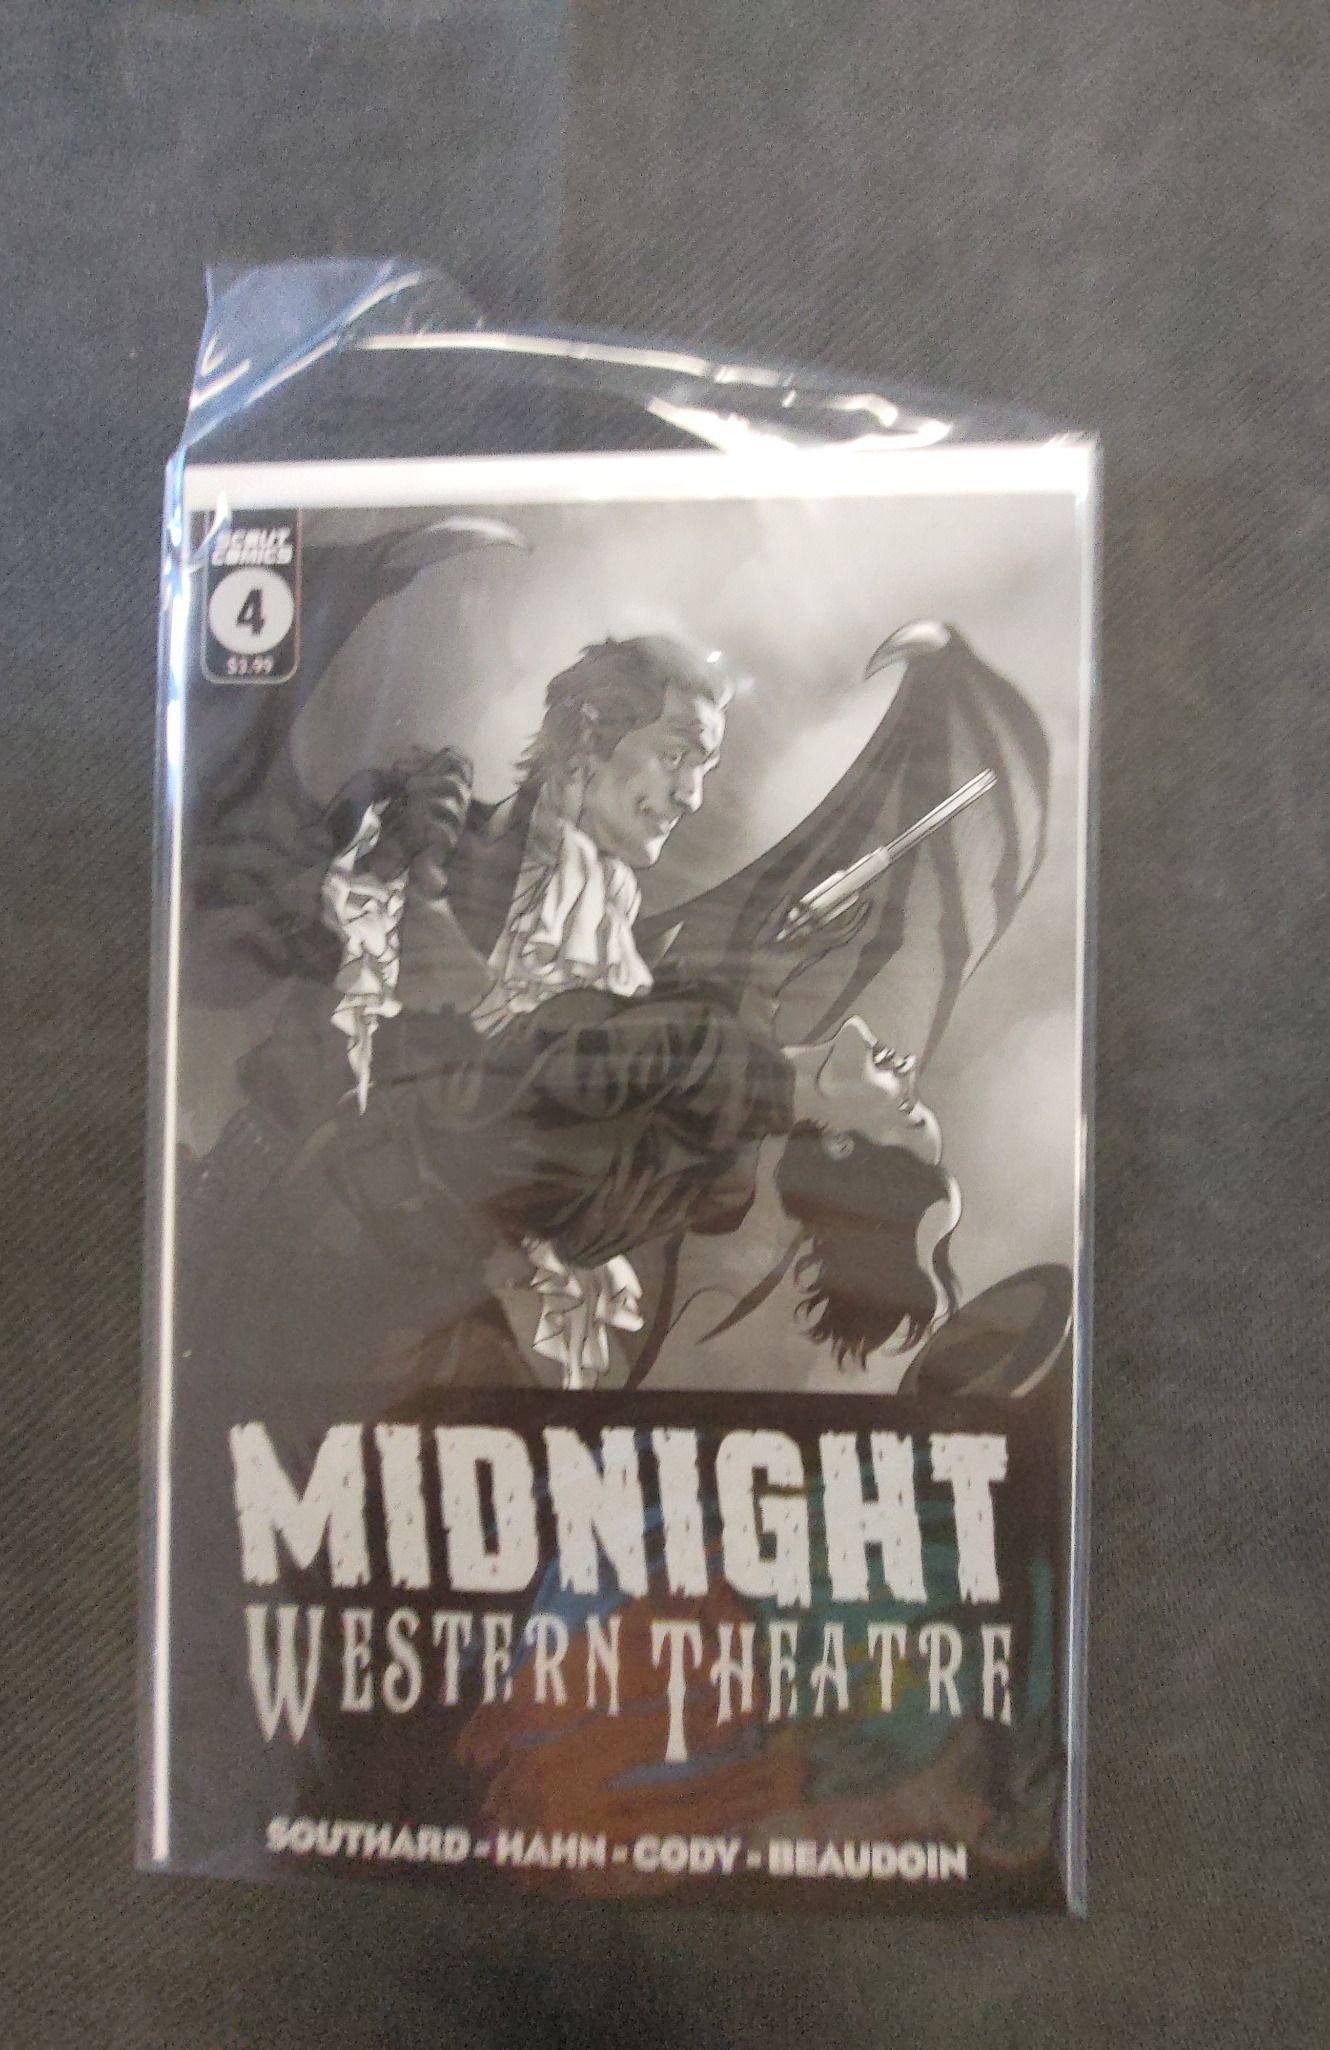 SCOUT
COMICS
4
$3.99
MIDNIGHT
WESTERN THEATRE
SOUTHARD - HAHN - CODY - BEAUDOIN